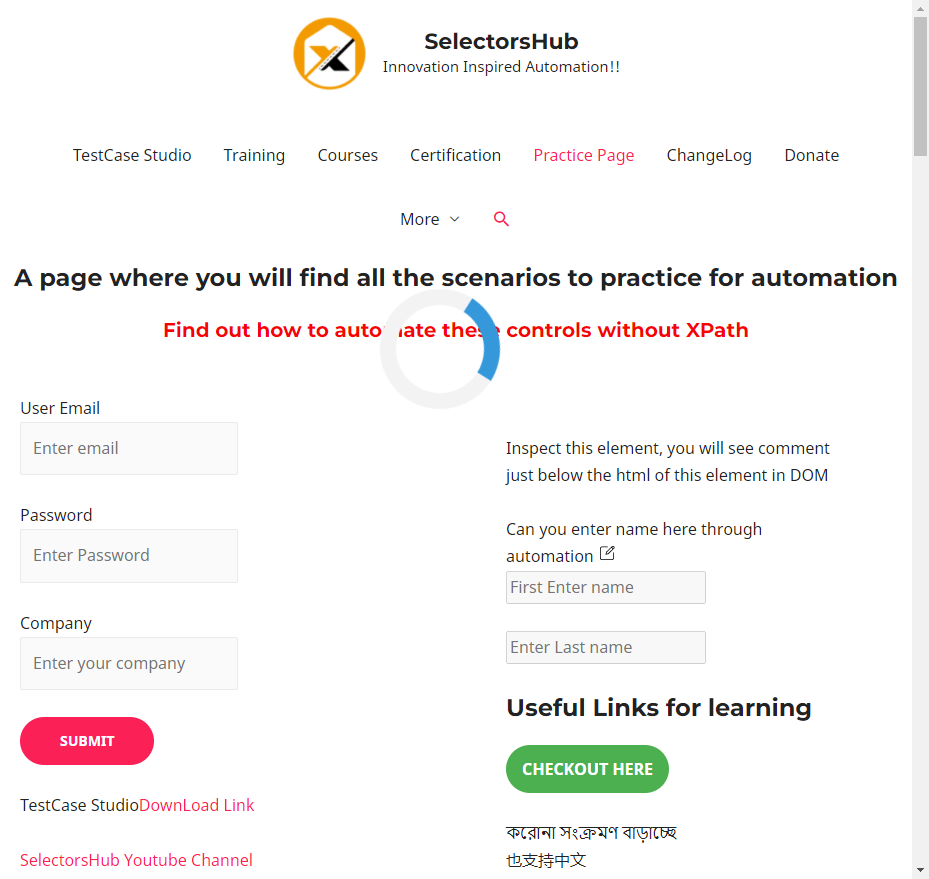 SelectorsHub
Innovation Inspired Automation!!
TestCase Studio
Training
Courses
Certification
Practice Page
ChangeLog
Donate
More
A page where you will find all the scenarios to practice for automation
Find out how to automate these controls without XPath
User Email
Enter email
Password
Enter Password
Company
Enter your company
SUBMIT
TestCase StudioDownLoad Link
SelectorsHub Youtube Channel
Inspect this element, you will see comment
just below the html of this element in DOM
Can you enter name here through
automation
First Enter name
Enter Last name
Useful Links for learning
CHECKOUT HERE
করোনা সংক্রমণ বাড়াচ্ছে
也支持中文